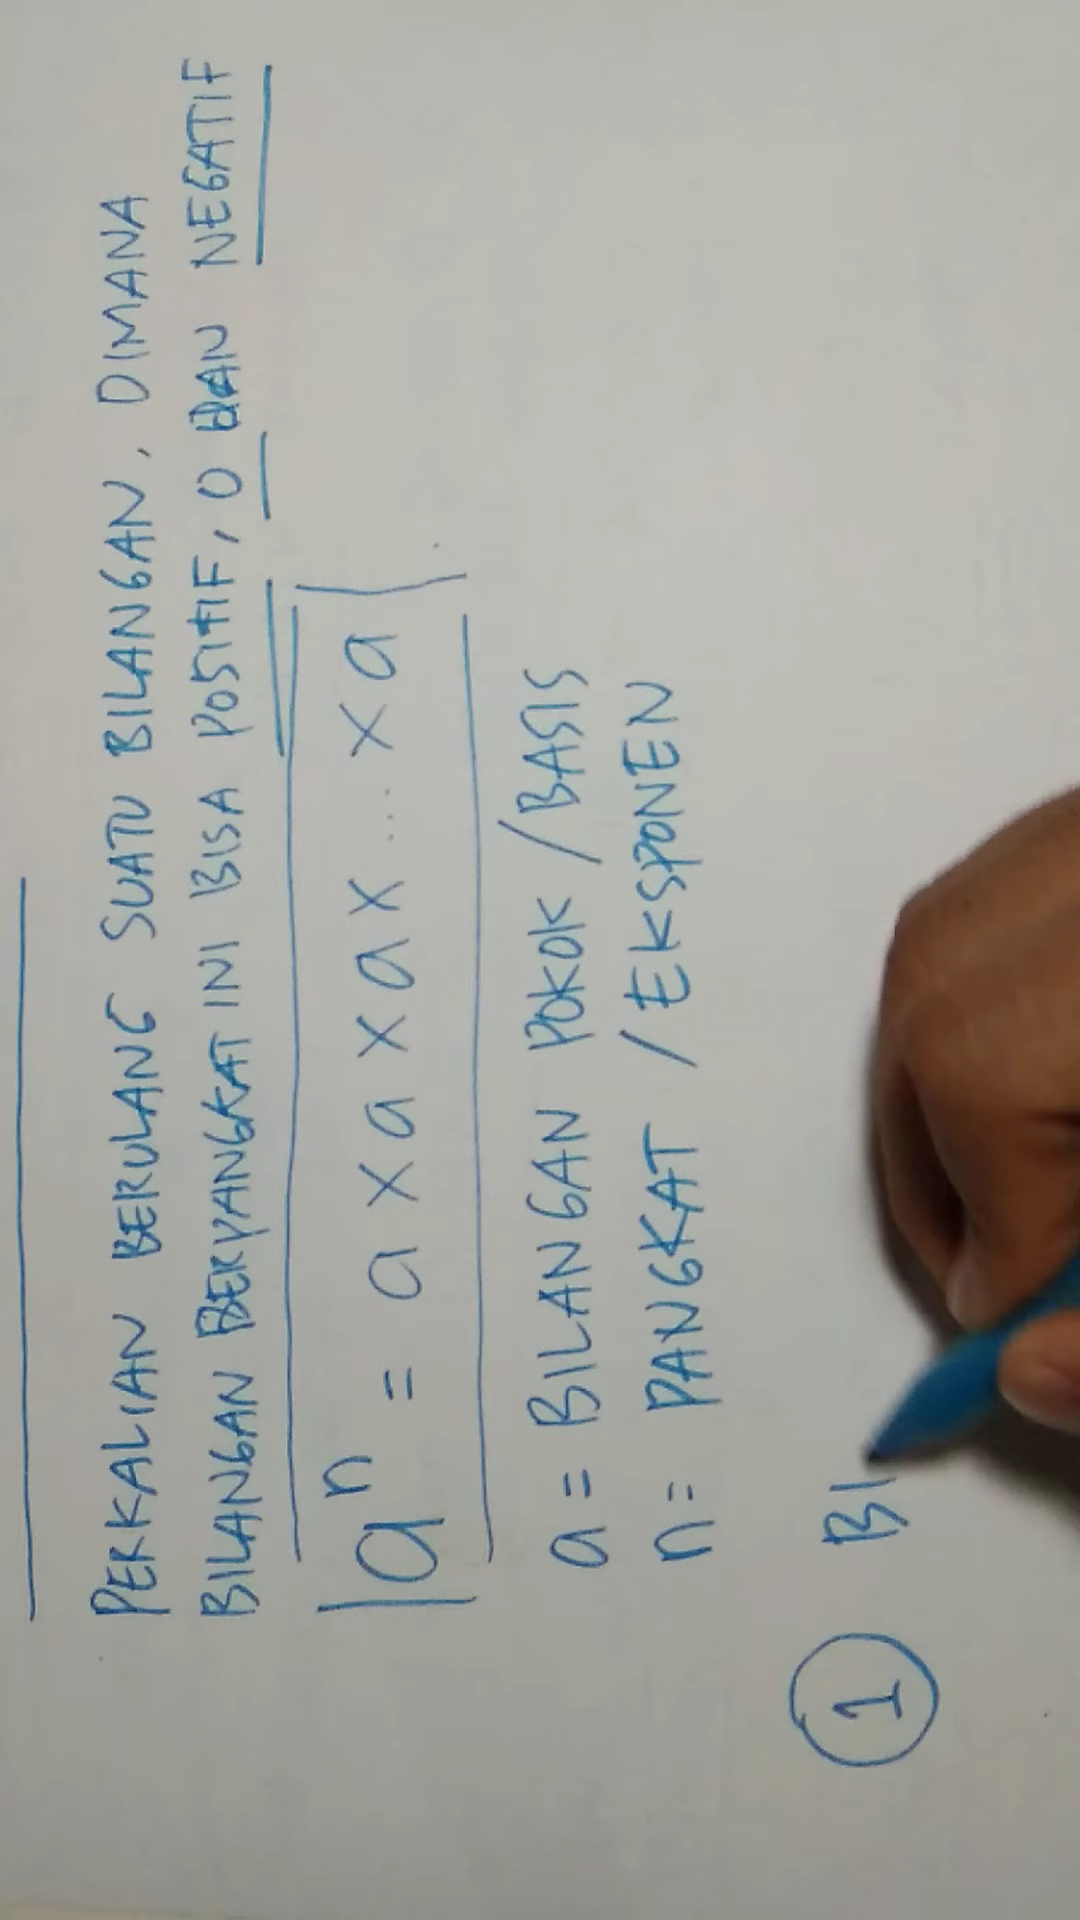 PERKALIAN BERULANG SUATU BILANGAN, DIMANA
BILANGAN BERPANGKAT INI BISA POSITIF, 0 DAN NEGATIF
aⁿ = a x a x a x ... x a
a = BILANGAN POKOK / BASIS
n = PANGKAT / EKSPONEN
1 BI